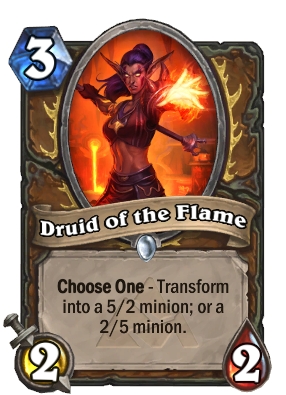 3
Druid of the Flame
Choose One - Transform
into a 5/2 minion; or a
2/5 minion.
2 2